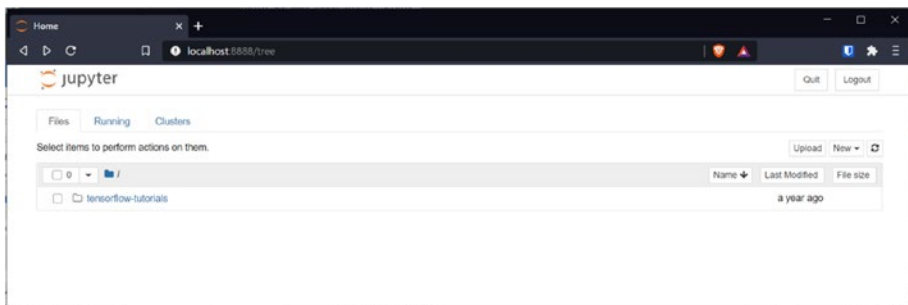 Home
localhost:8888/tree
jupyter
Quit Logout
Files Running Clusters
Select items to perform actions on them.
Upload New
0 /
Name Last Modified File size
tensorflow-tutorials a year ago